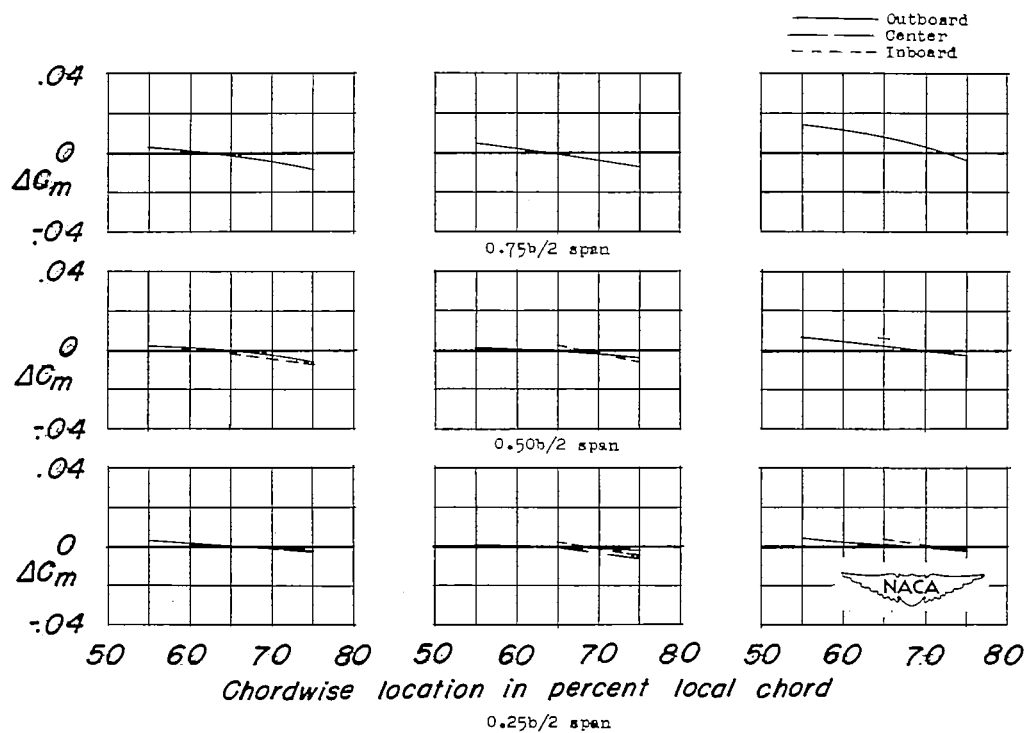 Outboard
Center
Inboard
.04
0
ΔCm
-.04
0.75b/2 span
.04
0
ΔCm
-.04
0.50b/2 span
.04
0
ΔCm
-.04
NACA
50 60 70 80 50 60 70 80 50 60 70 80
Chordwise location in percent local chord
0.25b/2 span